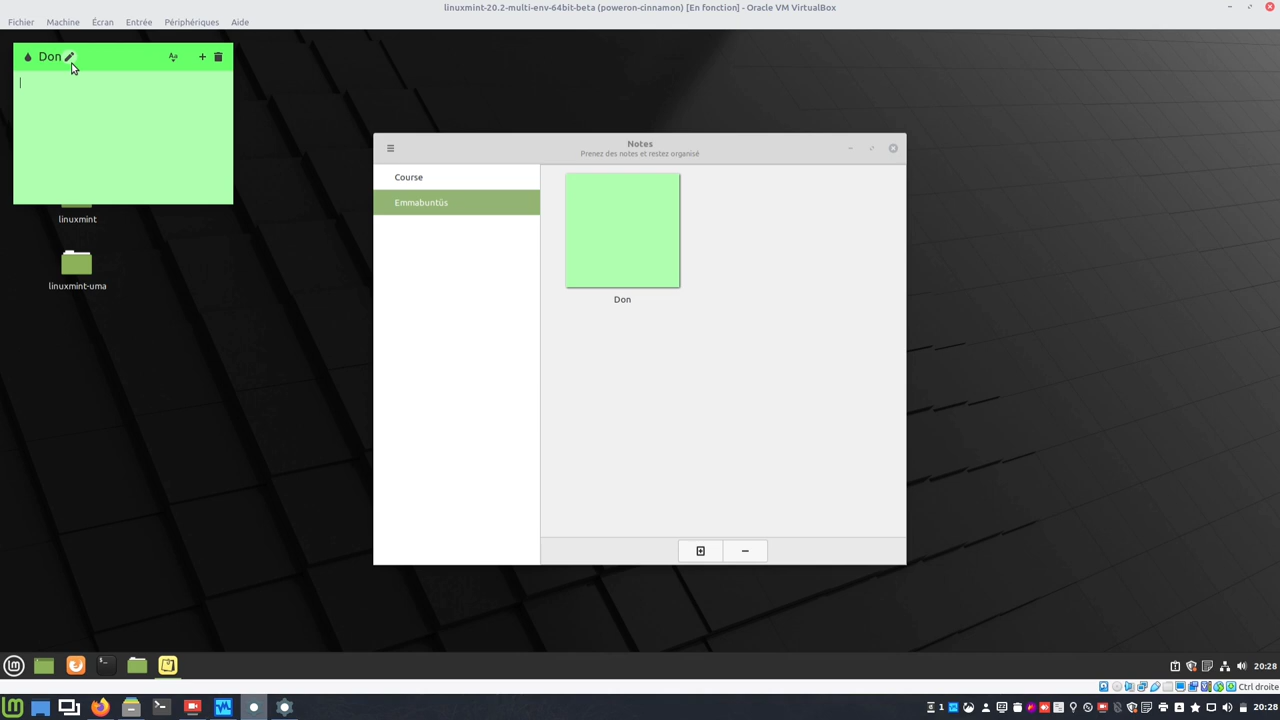 linuxmint-20.2-multi-env-64bit-beta (poweron-cinnamon) [En fonction] - Oracle VM VirtualBox
Fichier Machine Écran Entrée Périphériques Aide
Don Aa
linuxmint
linuxmint-uma
Notes
Prenez des notes et restez organisé
Course
Emmabuntüs
Don
20:28
Ctrl droite
1 20:28